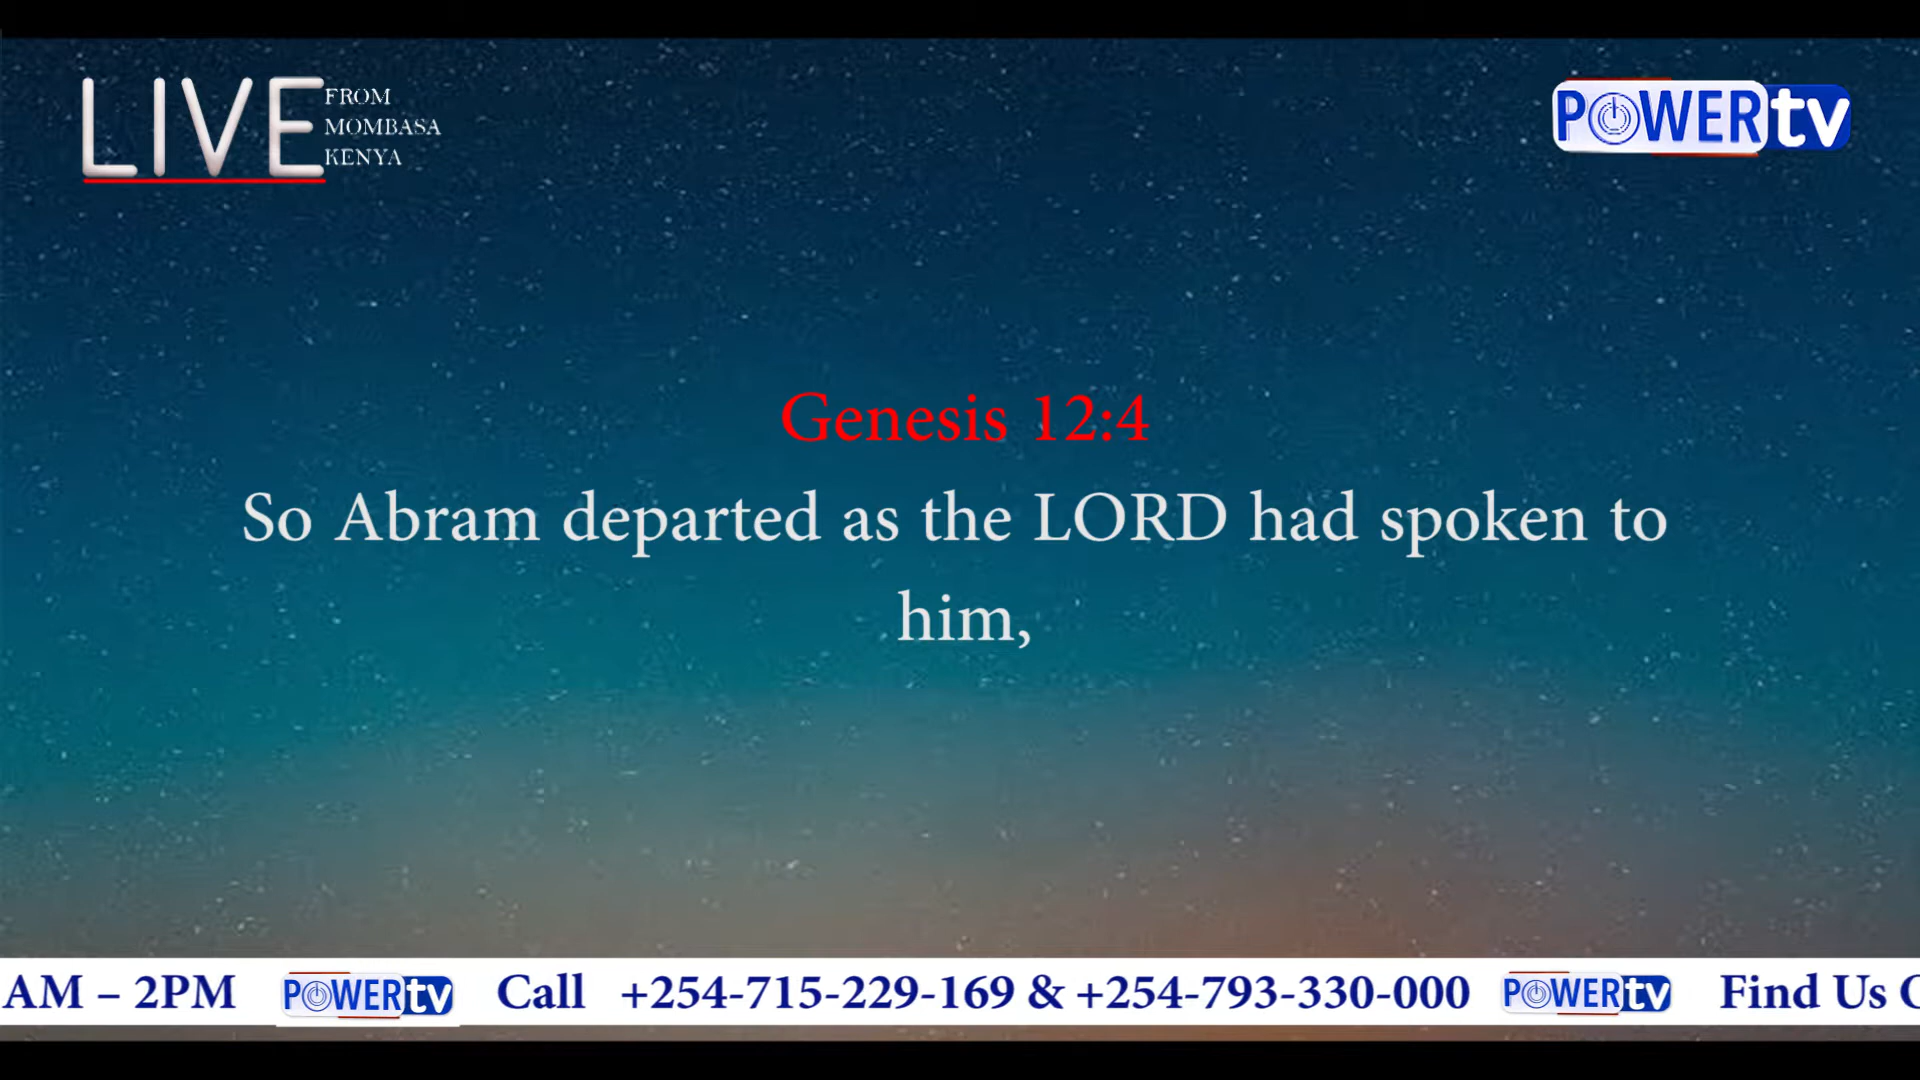 LIVE
FROM
MOMBASA
KENYA
POWERtv
Genesis 12:4
So Abram departed as the LORD had spoken to
him,
AM – 2PM POWERtv Call +254-715-229-169 & +254-793-330-000 POWERtv Find Us